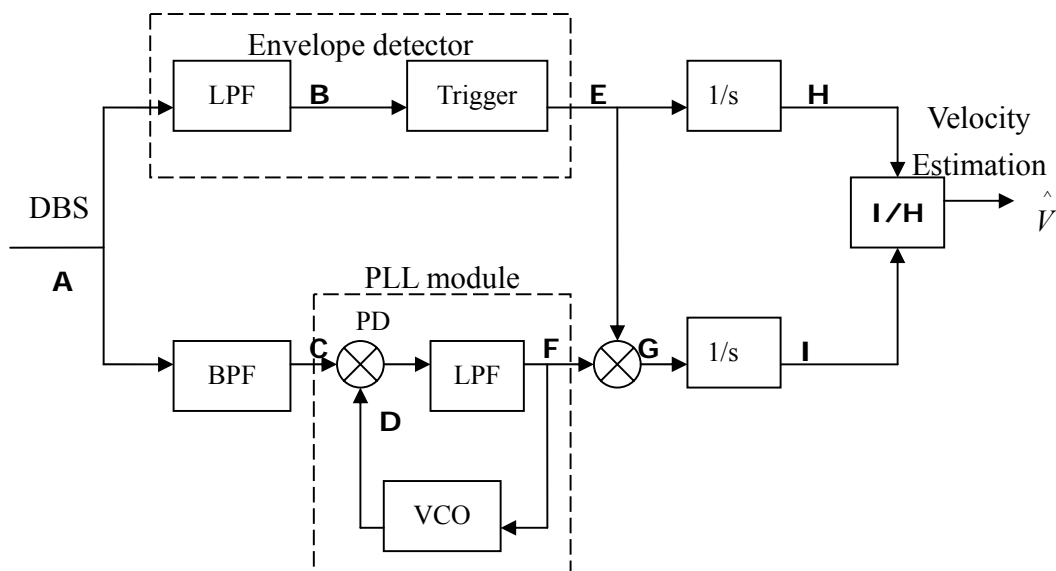 Envelope detector
LPF
B
Trigger
E
1/s
H
Velocity
Estimation
I/H
^
V
DBS
A
PLL module
PD
C
BPF
LPF
F
G
1/s
I
D
VCO